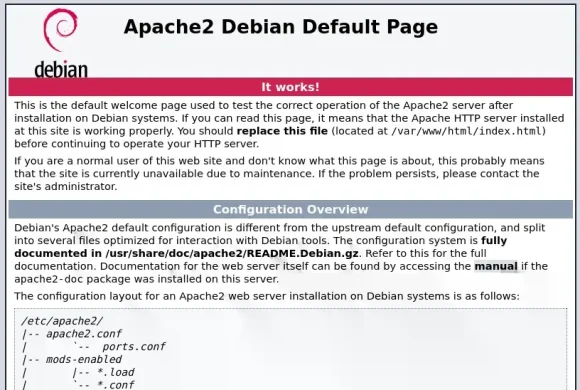 debian
Apache2 Debian Default Page
It works!
This is the default welcome page used to test the correct operation of the Apache2 server after
installation on Debian systems. If you can read this page, it means that the Apache HTTP server installed
at this site is working properly. You should replace this file (located at /var/www/html/index.html)
before continuing to operate your HTTP server.
If you are a normal user of this web site and don't know what this page is about, this probably means
that the site is currently unavailable due to maintenance. If the problem persists, please contact the
site's administrator.
Configuration Overview
Debian's Apache2 default configuration is different from the upstream default configuration, and split
into several files optimized for interaction with Debian tools. The configuration system is fully
documented in /usr/share/doc/apache2/README.Debian.gz. Refer to this for the full
documentation. Documentation for the web server itself can be found by accessing the manual if the
apache2-doc package was installed on this server.
The configuration layout for an Apache2 web server installation on Debian systems is as follows:
/etc/apache2/
|-- apache2.conf
|       `--  ports.conf
|-- mods-enabled
|       |-- *.load
|       `-- *.conf